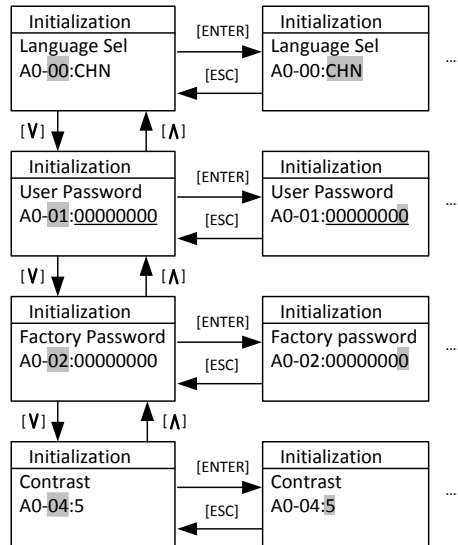 Initialization
Language Sel
A0-00:CHN
[ENTER]
[ESC]
Initialization
Language Sel
A0-00:CHN
....
[∨]
[∧]
Initialization
User Password
A0-01:00000000
[ENTER]
[ESC]
Initialization
User Password
A0-01:00000000
....
[∨]
[∧]
Initialization
Factory Password
A0-02:00000000
[ENTER]
[ESC]
Initialization
Factory password
A0-02:00000000
....
[∨]
[∧]
Initialization
Contrast
A0-04:5
[ENTER]
[ESC]
Initialization
Contrast
A0-04:5
....